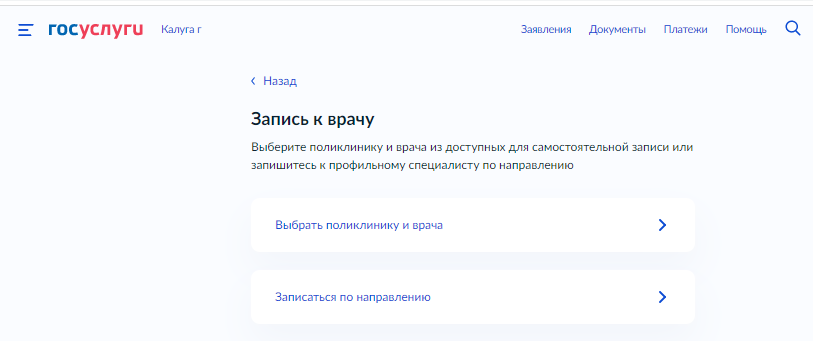 госуслуги Калуга г Заявления Документы Платежи Помощь
Назад
Запись к врачу
Выберите поликлинику и врача из доступных для самостоятельной записи или
запишитесь к профильному специалисту по направлению
Выбрать поликлинику и врача
Записаться по направлению